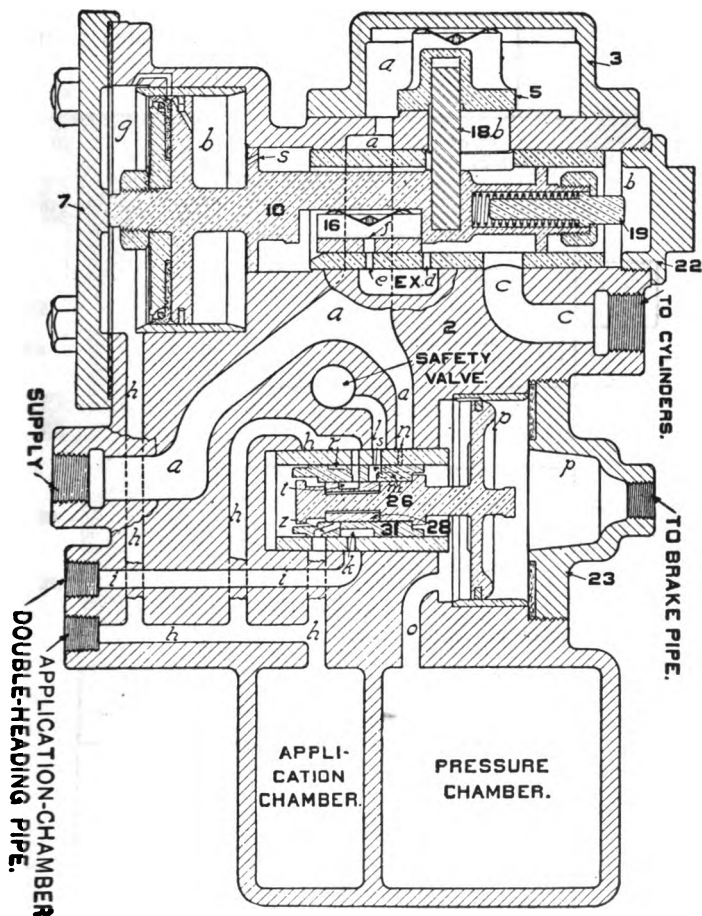 3
a
5
g
b
18
b
a
s
7
10
16
f
b
19
22
e
EX.
d
c
c
2
a
SAFETY
VALVE.
a
TO CYLINDERS.
h
SUPPLY
a
h
r
l
s
n
p
p
m
t
z
26
31
28
k
h
h
i
i
23
TO BRAKE PIPE.
h
h
o
APPLICATION-CHAMBER
DOUBLE-HEADING PIPE.
APPLI-
CATION
CHAMBER.
PRESSURE
CHAMBER.